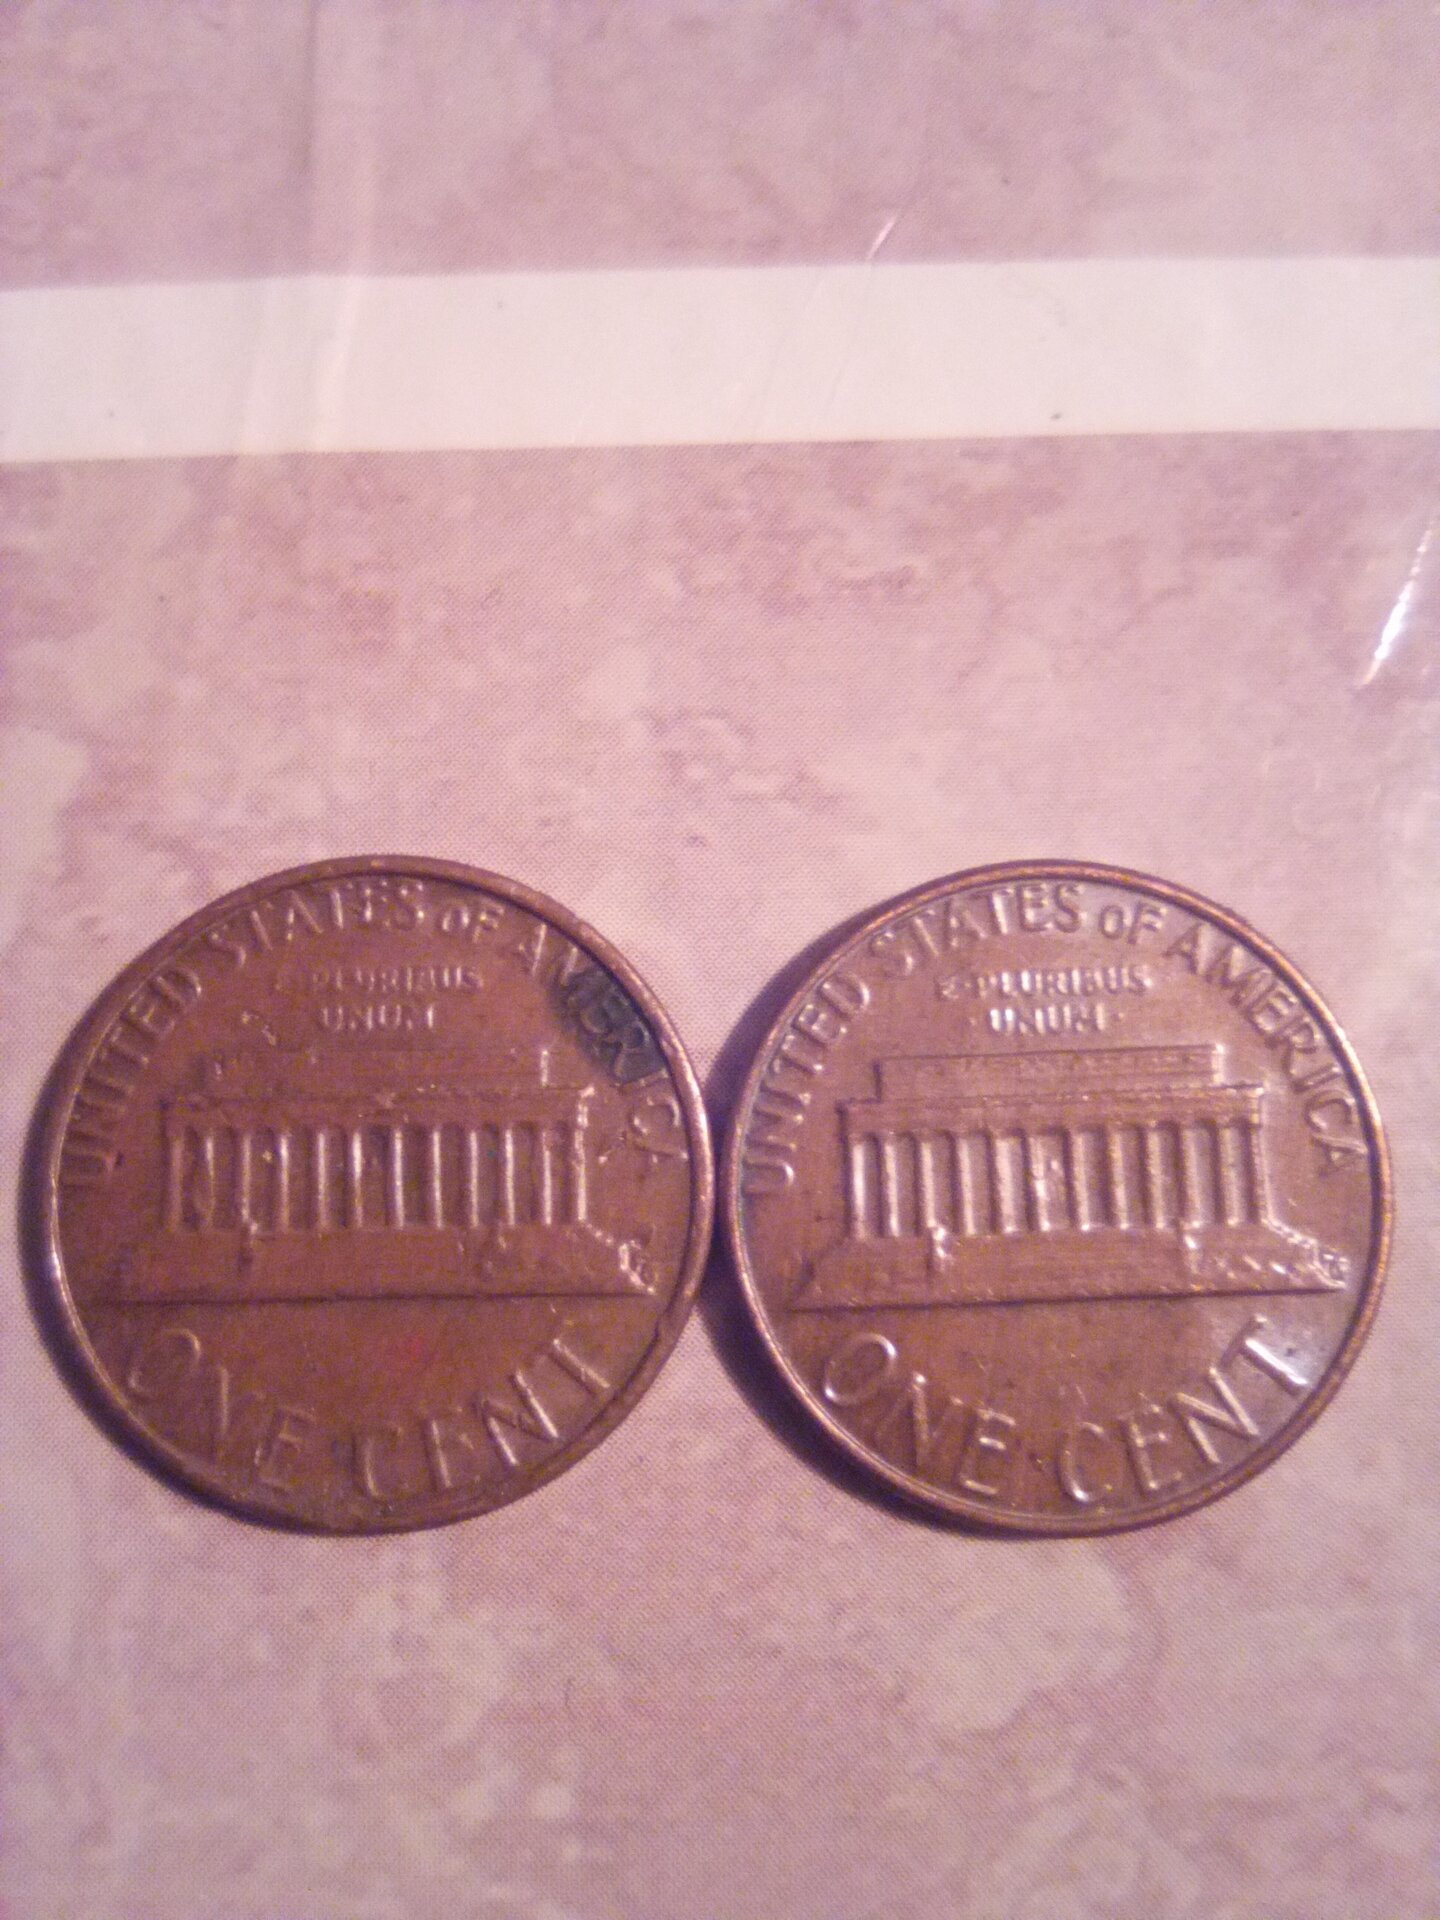 UNITED STATES OF AMERICA
E PLURIBUS
UNUM
ONE CENT
UNITED STATES OF AMERICA
E PLURIBUS
UNUM
ONE CENT